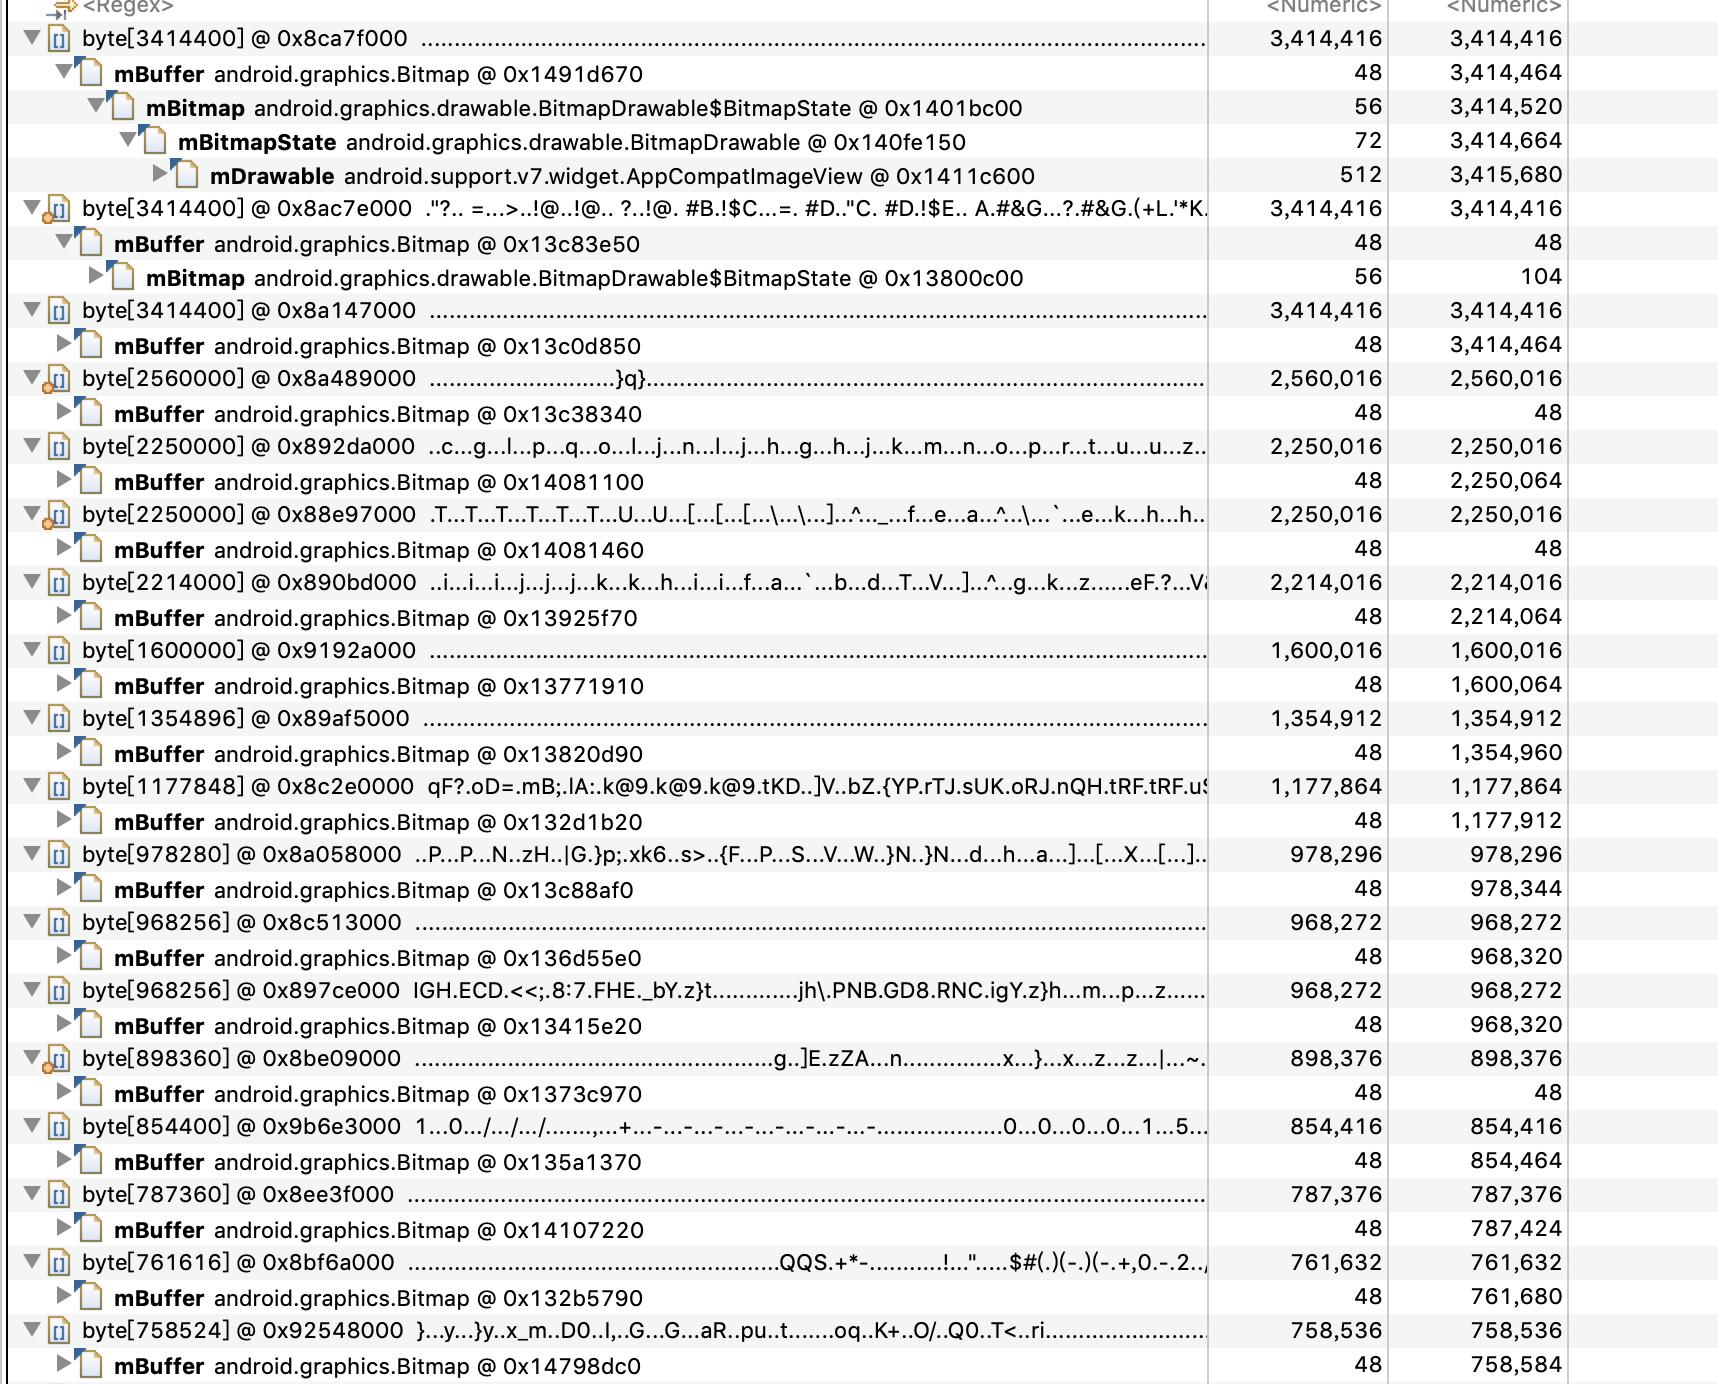 <Regex> <Numeric> <Numeric>
byte[3414400] @ 0x8ca7f000 ................................................ 3,414,416 3,414,416
mBuffer android.graphics.Bitmap @ 0x1491d670 48 3,414,464
mBitmap android.graphics.drawable.BitmapDrawable$BitmapState @ 0x1401bc00 56 3,414,520
mBitmapState android.graphics.drawable.BitmapDrawable @ 0x140fe150 72 3,414,664
mDrawable android.support.v7.widget.AppCompatImageView @ 0x1411c600 512 3,415,680
byte[3414400] @ 0x8ac7e000 ."?.. =...>..!@..!@.. ?..!@. #B.!$C...=. #D.."C. #D.!$E.. A.#&G...?.#&G.(+L.'*K. 3,414,416 3,414,416
mBuffer android.graphics.Bitmap @ 0x13c83e50 48 48
mBitmap android.graphics.drawable.BitmapDrawable$BitmapState @ 0x13800c00 56 104
byte[3414400] @ 0x8a147000 ................................................ 3,414,416 3,414,416
mBuffer android.graphics.Bitmap @ 0x13c0d850 48 3,414,464
byte[2560000] @ 0x8a489000 ............................}q}................................................ 2,560,016 2,560,016
mBuffer android.graphics.Bitmap @ 0x13c38340 48 48
byte[2250000] @ 0x892da000 ..c...g...l...p...q...o...l...j...n...l...j...h...g...h...j...k...m...n...o...p...r...t...u...u...z... 2,250,016 2,250,016
mBuffer android.graphics.Bitmap @ 0x14081100 48 2,250,064
byte[2250000] @ 0x88e97000 .T...T...T...T...T...T...U...U...[...[...[...\...\...]...^..._...f...e...a...^...\...`...e...k...h...h... 2,250,016 2,250,016
mBuffer android.graphics.Bitmap @ 0x14081460 48 48
byte[2214000] @ 0x890bd000 ..i...i...i...j...j...j...k...k...h...i...i...f...a...`...b...d...T...V...]...^...g...k...z......eF.?...V& 2,214,016 2,214,016
mBuffer android.graphics.Bitmap @ 0x13925f70 48 2,214,064
byte[1600000] @ 0x9192a000 ................................................ 1,600,016 1,600,016
mBuffer android.graphics.Bitmap @ 0x13771910 48 1,600,064
byte[1354896] @ 0x89af5000 ................................................ 1,354,912 1,354,912
mBuffer android.graphics.Bitmap @ 0x13820d90 48 1,354,960
byte[1177848] @ 0x8c2e0000 qF?.oD=.mB;.lA:.k@9.k@9.k@9.tKD..]V..bZ.{YP.rTJ.sUK.oRJ.nQH.tRF.tRF.uS 1,177,864 1,177,864
mBuffer android.graphics.Bitmap @ 0x132d1b20 48 1,177,912
byte[978280] @ 0x8a058000 ..P...P...N..zH..|G.}p;.xk6..s>..{F...P...S...V...W..}N..}N...d...h...a...]...[...X...[...].. 978,296 978,296
mBuffer android.graphics.Bitmap @ 0x13c88af0 48 978,344
byte[968256] @ 0x8c513000 ................................................ 968,272 968,272
mBuffer android.graphics.Bitmap @ 0x136d55e0 48 968,320
byte[968256] @ 0x897ce000 IGH.ECD.<<;.8:7.FHE._bY.z}t.............jh\.PNB.GD8.RNC.igY.z}h...m...p...z...... 968,272 968,272
mBuffer android.graphics.Bitmap @ 0x13415e20 48 968,320
byte[898360] @ 0x8be09000 ......................................................g..]E.zZA...n...............x...}...x...z...z...|...~. 898,376 898,376
mBuffer android.graphics.Bitmap @ 0x1373c970 48 48
byte[854400] @ 0x9b6e3000 1...0.../.../.../.......,...+...-...-...-...-...-...-...-...-...................0...0...0...0...1...5... 854,416 854,416
mBuffer android.graphics.Bitmap @ 0x135a1370 48 854,464
byte[787360] @ 0x8ee3f000 ................................................ 787,376 787,376
mBuffer android.graphics.Bitmap @ 0x14107220 48 787,424
byte[761616] @ 0x8bf6a000 ........................................................QQS.+*-...........!...".....$#(.)(-.)(-.+,0.-.2.., 761,632 761,632
mBuffer android.graphics.Bitmap @ 0x132b5790 48 761,680
byte[758524] @ 0x92548000 }...y...}y..x_m..D0..I,..G...G...aR..pu..t.......oq..K+..O/..Q0..T<..ri......................... 758,536 758,536
mBuffer android.graphics.Bitmap @ 0x14798dc0 48 758,584